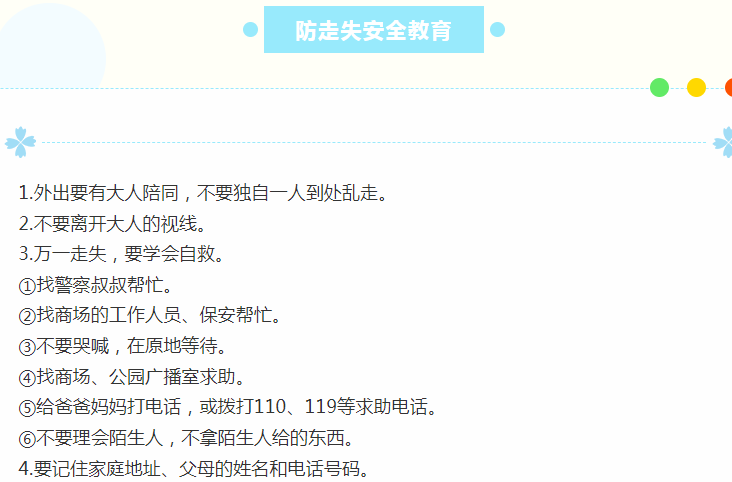 防走失安全教育
1.外出要有大人陪同，不要独自一人到处乱走。
2.不要离开大人的视线。
3.万一走失，要学会自救。
①找警察叔叔帮忙。
②找商场的工作人员、保安帮忙。
③不要哭喊，在原地等待。
④找商场、公园广播室求助。
⑤给爸爸妈妈打电话，或拨打110、119等求助电话。
⑥不要理会陌生人，不拿陌生人给的东西。
4.要记住家庭地址、父母的姓名和电话号码。